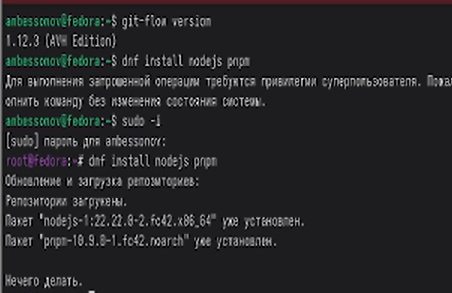 ambessonov@fedora:~$ git-flow version
1.12.3 (AVH Edition)
ambessonov@fedora:~$ dnf install nodejs pnpm
Для выполнения запрошенной операции требуются привилегии суперпользователя. Пожал
олнить команду без изменения состояния системы.
ambessonov@fedora:~$ sudo -i
[sudo] пароль для ambessonov:
root@fedora:~# dnf install nodejs pnpm
Обновление и загрузка репозиториев:
Репозитории загружены.
Пакет "nodejs-1:22.22.0-2.fc42.x86_64" уже установлен.
Пакет "pnpm-10.9.0-1.fc42.noarch" уже установлен.
Нечего делать.